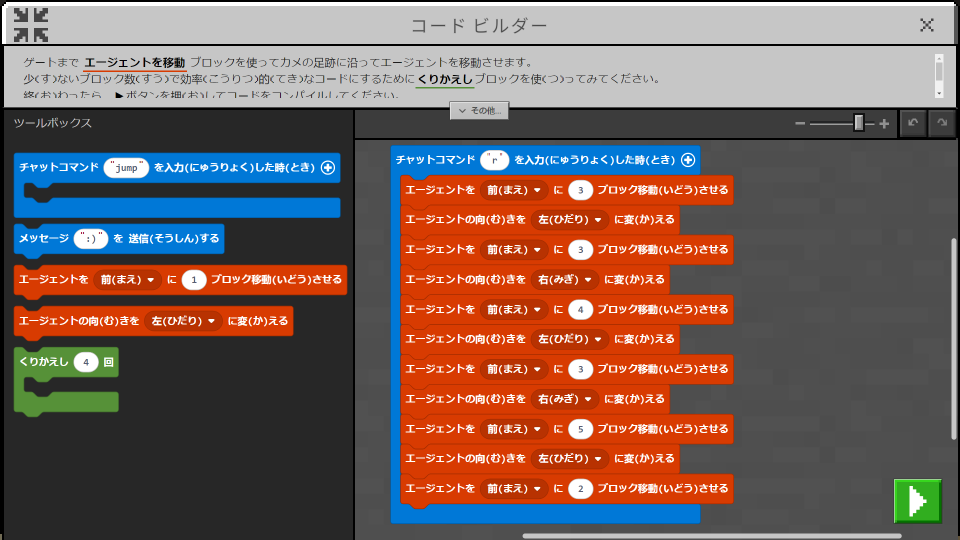 コード ビルダー
ゲートまで エージェントを移動 ブロックを使ってカメの足跡に沿ってエージェントを移動させます。
少(す)ないブロック数(すう)で効率(こうりつ)的(てき)なコードにするために くりかえし ブロックを使(つ)ってみてください。
終(お)わったら、▶ボタンを押(お)してコードをコンパイルしてください。
その他...
ツールボックス
チャットコマンド "jump" を入力(にゅうりょく)した時(とき)
メッセージ ":)" を 送信(そうしん)する
エージェントを 前(まえ) に 1 ブロック移動(いどう)させる
エージェントの向(む)きを 左(ひだり) に変(か)える
くりかえし 4 回
チャットコマンド "r" を入力(にゅうりょく)した時(とき)
エージェントを 前(まえ) に 3 ブロック移動(いどう)させる
エージェントの向(む)きを 左(ひだり) に変(か)える
エージェントを 前(まえ) に 3 ブロック移動(いどう)させる
エージェントの向(む)きを 右(みぎ) に変(か)える
エージェントを 前(まえ) に 4 ブロック移動(いどう)させる
エージェントの向(む)きを 左(ひだり) に変(か)える
エージェントを 前(まえ) に 3 ブロック移動(いどう)させる
エージェントの向(む)きを 右(みぎ) に変(か)える
エージェントを 前(まえ) に 5 ブロック移動(いどう)させる
エージェントの向(む)きを 左(ひだり) に変(か)える
エージェントを 前(まえ) に 2 ブロック移動(いどう)させる